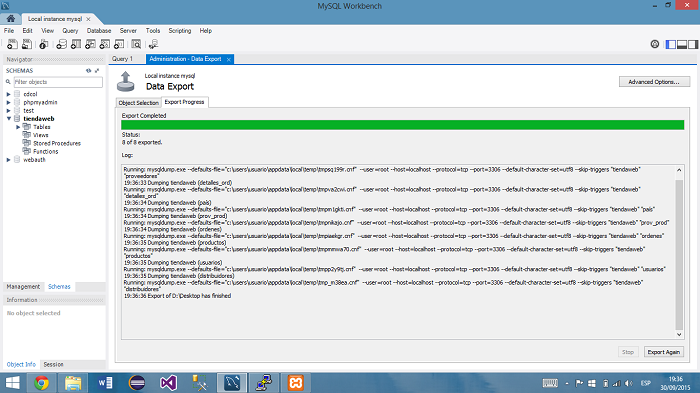 MySQL Workbench
Local instance mysql
File Edit View Query Database Server Tools Scripting Help
Navigator
SCHEMAS
Filter objects
cdcol
phpmyadmin
test
tiendaweb
Tables
Views
Stored Procedures
Functions
webauth
Management Schemas
Information
No object selected
Object Info Session
Query 1 Administration - Data Export
Local instance mysql
Data Export
Advanced Options...
Object Selection Export Progress
Export Completed
Status:
8 of 8 exported.
Log:
Running: mysqldump.exe --defaults-file="c:\users\usuario\appdata\local\temp\tmpsq199r.cnf" --user=root --host=localhost --protocol=tcp --port=3306 --default-character-set=utf8 --skip-triggers "tiendaweb"
"proveedores"
19:36:33 Dumping tiendaweb (detalles_ord)
Running: mysqldump.exe --defaults-file="c:\users\usuario\appdata\local\temp\tmpva2cwi.cnf" --user=root --host=localhost --protocol=tcp --port=3306 --default-character-set=utf8 --skip-triggers "tiendaweb"
"detalles_ord"
19:36:34 Dumping tiendaweb (pais)
Running: mysqldump.exe --defaults-file="c:\users\usuario\appdata\local\temp\ --user=root --host=localhost --protocol=tcp --port=3306 --default-character-set=utf8 --skip-triggers "tiendaweb" "pais"
19:36:34 Dumping tiendaweb (prov_prod)
Running: mysqldump.exe --defaults-file="c:\users\usuario\appdata\local\temp\ --user=root --host=localhost --protocol=tcp --port=3306 --default-character-set=utf8 --skip-triggers "tiendaweb" "prov_prod"
19:36:34 Dumping tiendaweb (ordenes)
Running: mysqldump.exe --defaults-file="c:\users\usuario\appdata\local\temp\ --user=root --host=localhost --protocol=tcp --port=3306 --default-character-set=utf8 --skip-triggers "tiendaweb" "ordenes"
19:36:35 Dumping tiendaweb (productos)
Running: mysqldump.exe --defaults-file="c:\users\usuario\appdata\local\temp\ --user=root --host=localhost --protocol=tcp --port=3306 --default-character-set=utf8 --skip-triggers "tiendaweb"
"productos"
19:36:35 Dumping tiendaweb (usuarios)
Running: mysqldump.exe --defaults-file="c:\users\usuario\appdata\local\temp\ --user=root --host=localhost --protocol=tcp --port=3306 --default-character-set=utf8 --skip-triggers "tiendaweb" "usuarios"
19:36:35 Dumping tiendaweb (distribuidores)
Running: mysqldump.exe --defaults-file="c:\users\usuario\appdata\local\temp\tmp_m38ea.cnf" --user=root --host=localhost --protocol=tcp --port=3306 --default-character-set=utf8 --skip-triggers "tiendaweb"
"distribuidores"
19:36:36 Export of D:\Desktop has finished
Stop Export Again
ESP
19:36
30/09/2015